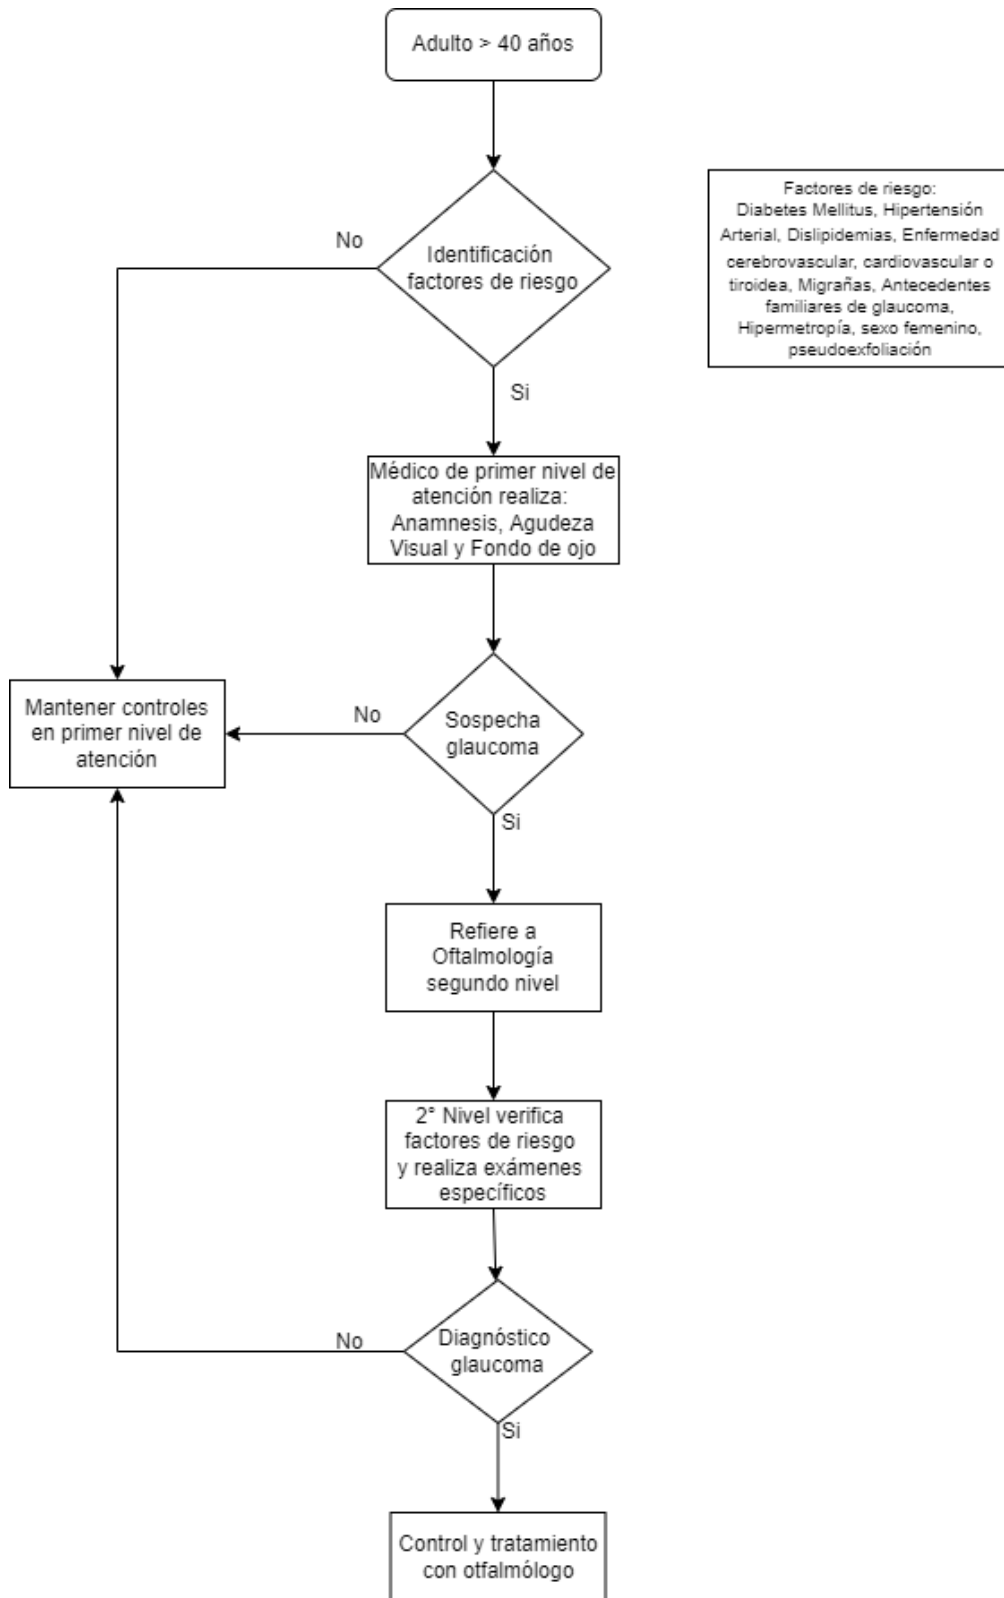 Adulto > 40 años
Factores de riesgo:
Diabetes Mellitus, Hipertensión
Arterial, Dislipidemias, Enfermedad
cerebrovascular, cardiovascular o
tiroidea, Migrañas, Antecedentes
familiares de glaucoma,
Hipermetropía, sexo femenino,
pseudoexfoliación
No
Identificación
factores de riesgo
Si
Médico de primer nivel de
atención realiza:
Anamnesis, Agudeza
Visual y Fondo de ojo
Mantener controles
en primer nivel de
atención
No
Sospecha
glaucoma
Si
Refiere a
Oftalmología
segundo nivel
2° Nivel verifica
factores de riesgo
y realiza exámenes
específicos
No
Diagnóstico
glaucoma
Si
Control y tratamiento
con otfalmólogo